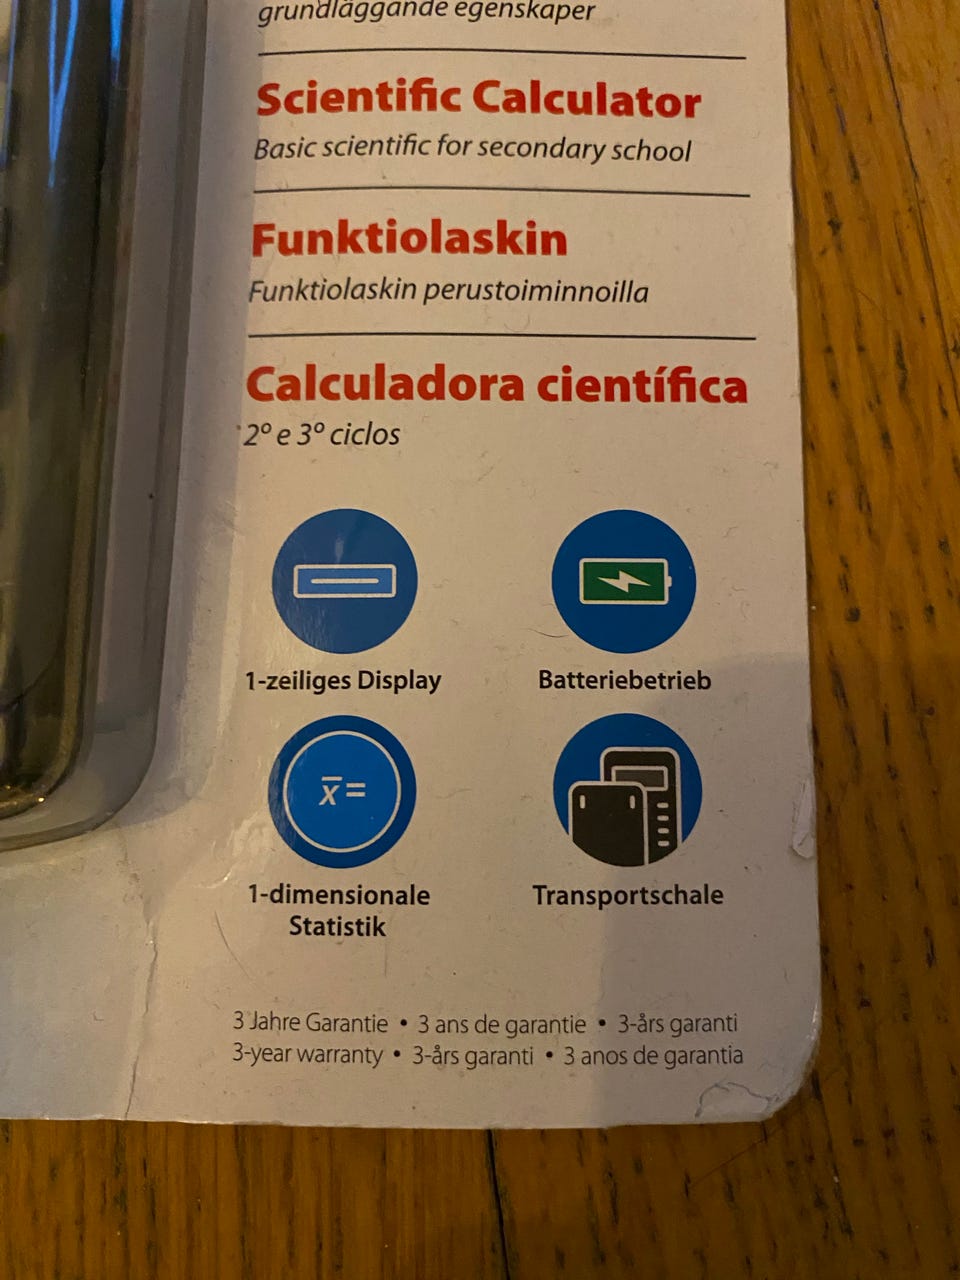 grundläggande egenskaper
Scientific Calculator
Basic scientific for secondary school
Funktiolaskin
Funktiolaskin perustoiminnoilla
Calculadora científica
2º e 3º ciclos
1-zeiliges Display
Batteriebetrieb
x̅=
1-dimensionale
Statistik
Transportschale
3 Jahre Garantie • 3 ans de garantie • 3-års garanti
3-year warranty • 3-års garanti • 3 anos de garantia